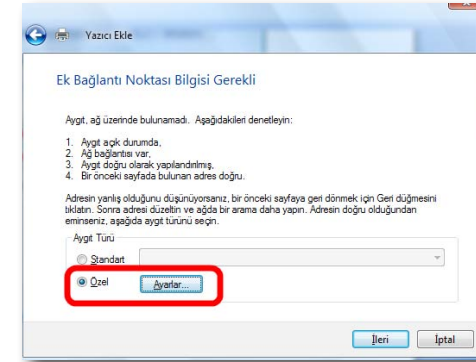 Yazıcı Ekle
Ek Bağlantı Noktası Bilgisi Gerekli
Aygıt, ağ üzerinde bulunamadı. Aşağıdakileri denetleyin:
1. Aygıt açık durumda,
2. Ağ bağlantısı var,
3. Aygıt doğru olarak yapılandırılmış,
4. Bir önceki sayfada bulunan adres doğru.
Adresin yanlış olduğunu düşünüyorsanız, bir önceki sayfaya geri dönmek için Geri düğmesini
tıklatın. Sonra adresi düzeltin ve ağda bir arama daha yapın. Adresin doğru olduğundan
eminseniz, aşağıda aygıt türünü seçin.
Aygıt Türü
Standart
Özel Ayarlar...
İleri İptal